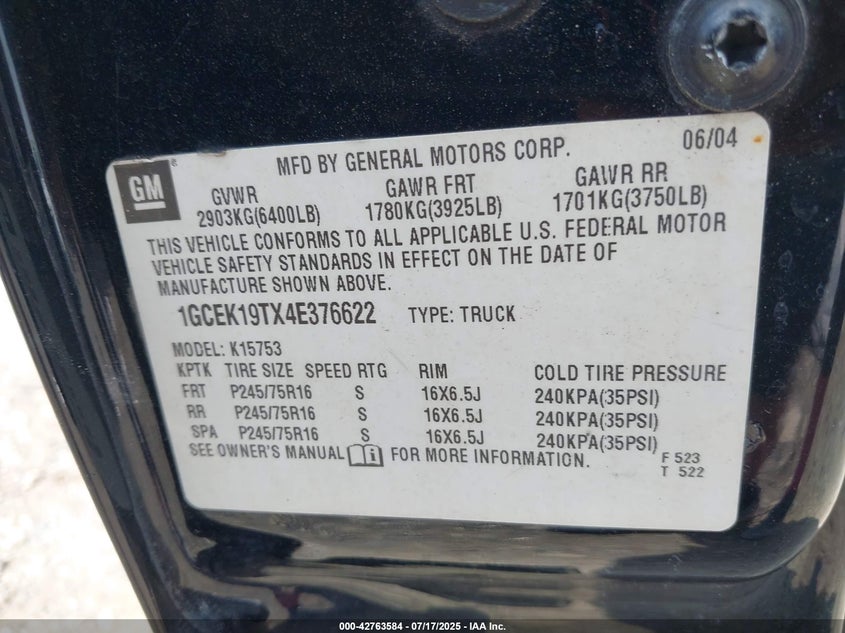 06/04
MFD BY GENERAL MOTORS CORP.
GM
GVWR GAWR FRT GAWR RR
2903KG(6400LB) 1780KG(3925LB) 1701KG(3750LB)
THIS VEHICLE CONFORMS TO ALL APPLICABLE U.S. FEDERAL MOTOR
VEHICLE SAFETY STANDARDS IN EFFECT ON THE DATE OF
MANUFACTURE SHOWN ABOVE.
1GCEK19TX4E376622 TYPE: TRUCK
MODEL: K15753
KPTK TIRE SIZE SPEED RTG RIM COLD TIRE PRESSURE
FRT P245/75R16 S 16X6.5J 240KPA(35PSI)
RR P245/75R16 S 16X6.5J 240KPA(35PSI)
SPA P245/75R16 S 16X6.5J 240KPA(35PSI)
SEE OWNER'S MANUAL i FOR MORE INFORMATION.
F 523
T 522
000-42763584 - 07/17/2025 - IAA Inc.